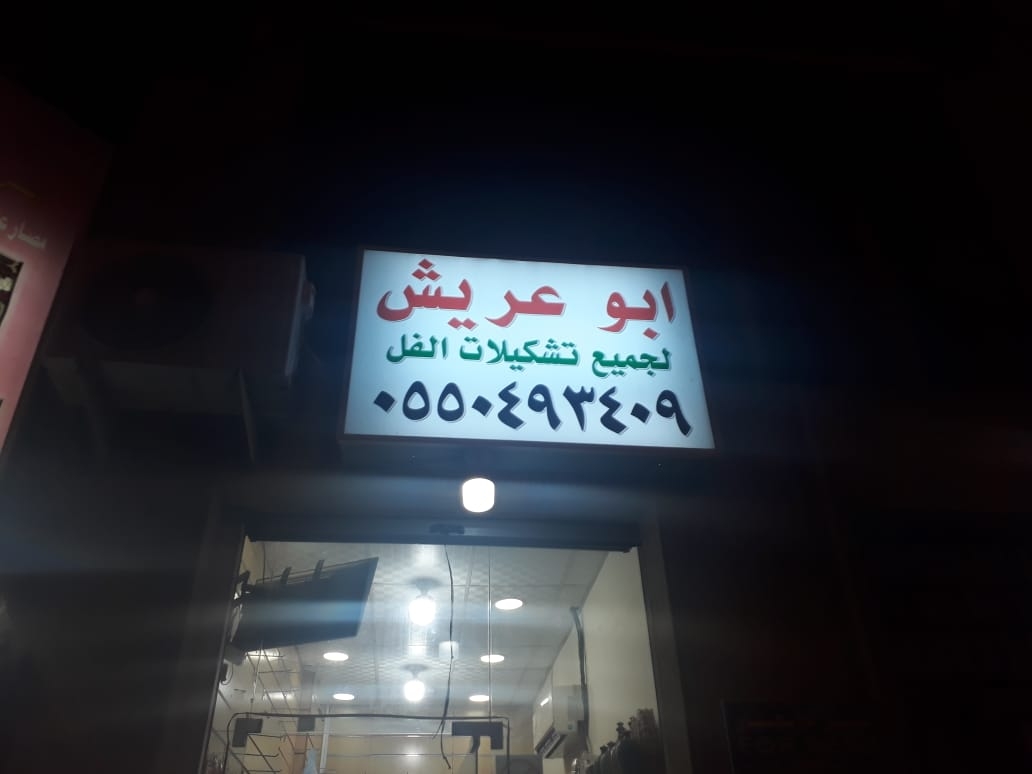 ابو عريش
لجميع تشكيلات الفل
٠٥٥٠٤٩٣٤٠٩